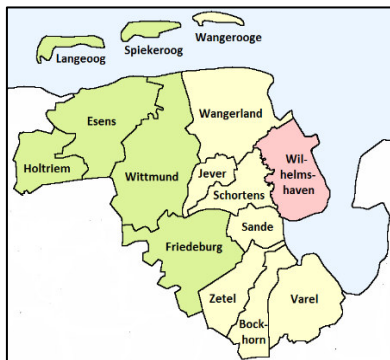 Wangerooge
Spiekeroog
Langeoog
Wangerland
Esens
Wil-
helms-
haven
Holtriem
Jever
Wittmund
Schortens
Sande
Friedeburg
Zetel
Varel
Bock-
horn